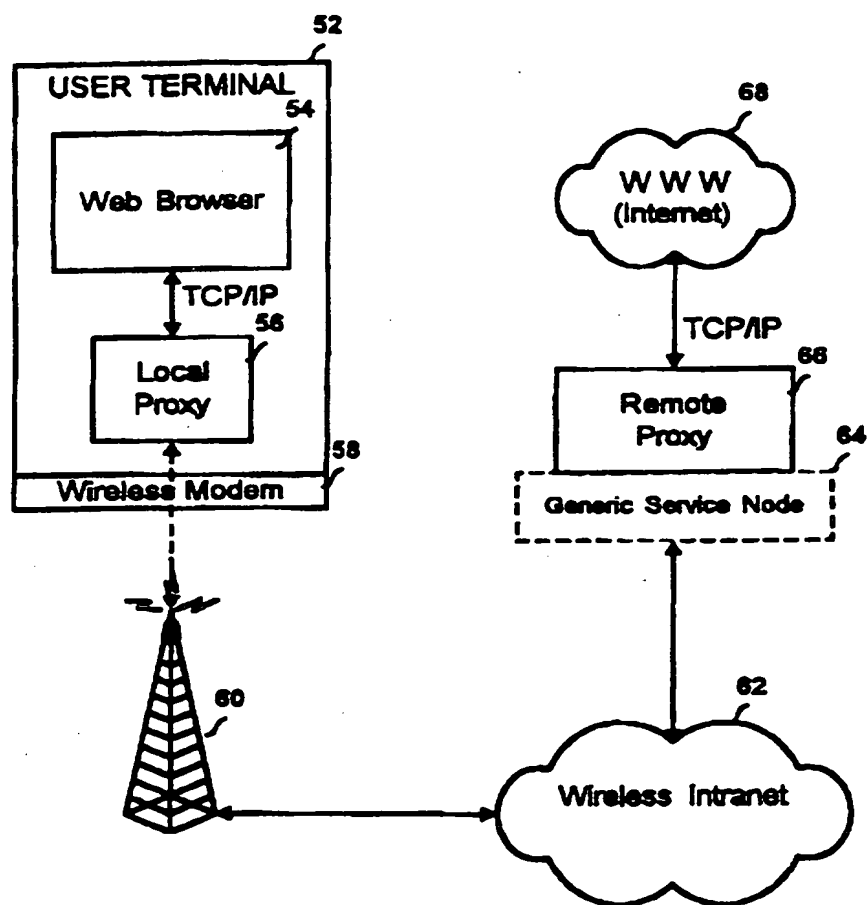 52
USER TERMINAL
54
Web Browser
TCP/IP
56
Local
Proxy
58
Wireless Modem
60
68
W W W
(Internet)
TCP/IP
66
Remote
Proxy
64
Generic Service Node
62
Wireless Intranet